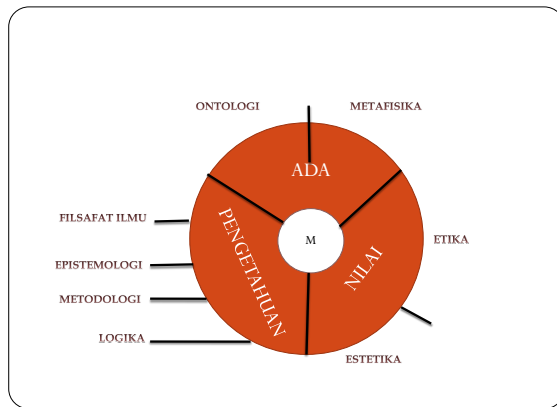 ONTOLOGI
METAFISIKA
ADA
FILSAFAT ILMU
PENGETAHUAN
M
NILAI
ETIKA
EPISTEMOLOGI
METODOLOGI
LOGIKA
ESTETIKA